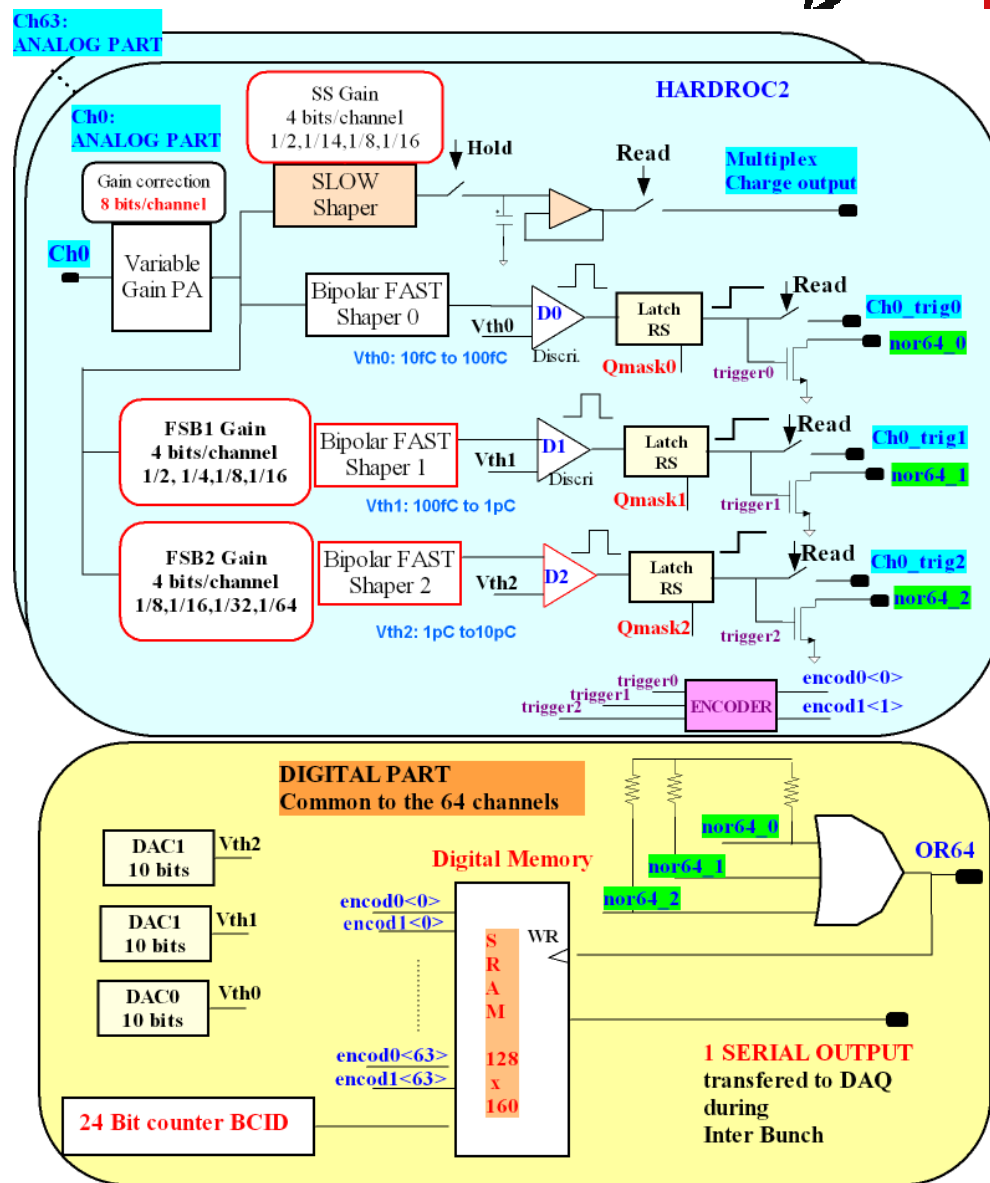 Ch63:
ANALOG PART
HARDROC2
SS Gain
4 bits/channel
1/2,1/14,1/8,1/16
Ch0:
ANALOG PART
Gain correction
8 bits/channel
SLOW
Shaper
Hold
Read
Multiplex
Charge output
Ch0
Variable
Gain PA
Bipolar FAST
Shaper 0
Vth0
D0
Discri.
Latch
RS
Read
Ch0_trig0
nor64_0
Vth0: 10fC to 100fC
Qmask0
trigger0
FSB1 Gain
4 bits/channel
1/2, 1/4,1/8,1/16
Bipolar FAST
Shaper 1
Vth1
D1
Discri
Latch
RS
Read
Ch0_trig1
nor64_1
Vth1: 100fC to 1pC
Qmask1
trigger1
FSB2 Gain
4 bits/channel
1/8,1/16,1/32,1/64
Bipolar FAST
Shaper 2
Vth2
D2
Latch
RS
Read
Ch0_trig2
nor64_2
Vth2: 1pC to10pC
Qmask2
trigger2
trigger0
trigger1
trigger2
ENCODER
encod0<0>
encod1<1>
DIGITAL PART
Common to the 64 channels
DAC1
10 bits
Vth2
DAC1
10 bits
Vth1
DAC0
10 bits
Vth0
Digital Memory
encod0<0>
encod1<0>
encod0<63>
encod1<63>
S
R
A
M
128
x
160
WR
nor64_0
nor64_1
nor64_2
OR64
24 Bit counter BCID
1 SERIAL OUTPUT
transfered to DAQ
during
Inter Bunch